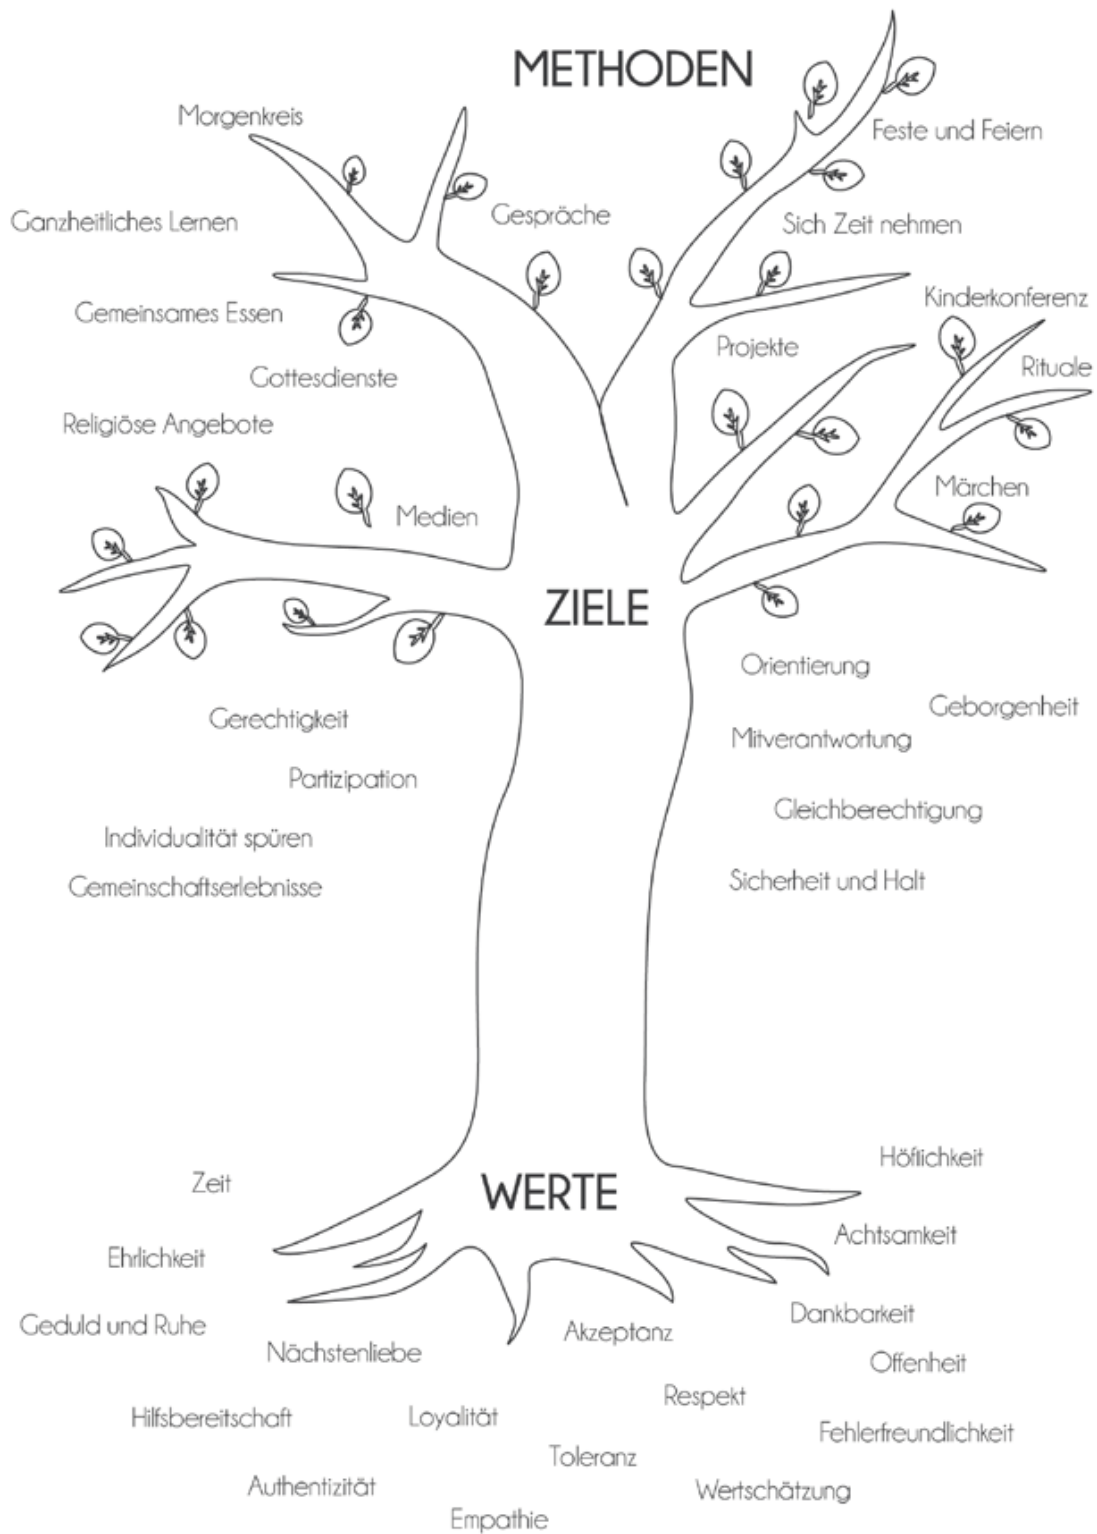 METHODEN
Morgenkreis
Feste und Feiern
Ganzheitliches Lernen
Gespräche
Sich Zeit nehmen
Gemeinsames Essen
Kinderkonferenz
Projekte
Rituale
Gottesdienste
Religiöse Angebote
Märchen
Medien
ZIELE
Orientierung
Geborgenheit
Gerechtigkeit
Mitverantwortung
Partizipation
Gleichberechtigung
Individualität spüren
Gemeinschaftserlebnisse
Sicherheit und Halt
WERTE
Höflichkeit
Zeit
Achtsamkeit
Ehrlichkeit
Dankbarkeit
Geduld und Ruhe
Akzeptanz
Nächstenliebe
Offenheit
Respekt
Hilfsbereitschaft
Loyalität
Fehlerfreundlichkeit
Toleranz
Authentizität
Wertschätzung
Empathie